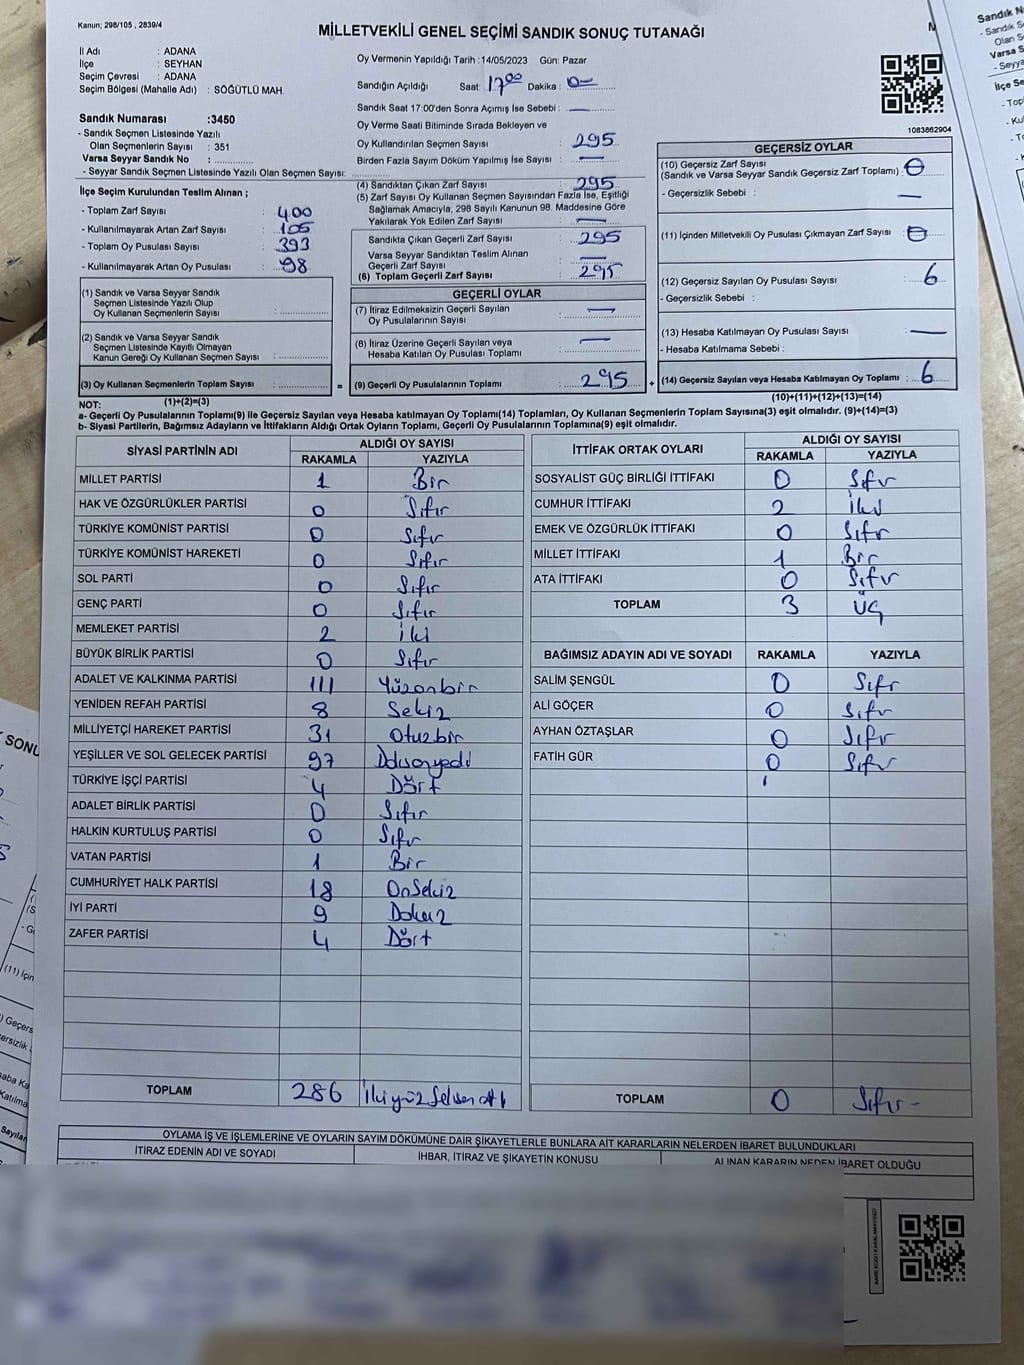 Kanun; 298/105 , 2839/4
MİLLETVEKİLİ GENEL SEÇİMİ SANDIK SONUÇ TUTANAĞI
İl Adı : ADANA
İlçe : SEYHAN
Seçim Çevresi : ADANA
Seçim Bölgesi (Mahalle Adı) : SÖĞÜTLÜ MAH.
Sandık Numarası :3450
- Sandık Seçmen Listesinde Yazılı
Olan Seçmenlerin Sayısı : 351
Varsa Seyyar Sandık No : ............
- Seyyar Sandık Seçmen Listesinde Yazılı Olan Seçmen Sayısı: ............
Oy Vermenin Yapıldığı Tarih :14/05/2023 Gün: Pazar
Sandığın Açıldığı Saat: 17 00 Dakika : 0 —
Sandık Saat 17:00'den Sonra Açımış İse Sebebi : —
Oy Verme Saati Bitiminde Sırada Bekleyen ve
Oy Kullandırılan Seçmen Sayısı : 295
Birden Fazla Sayım Döküm Yapılmış İse Sayısı : —
(4) Sandıktan Çıkan Zarf Sayısı : 295
(5) Zarf Sayısı Oy Kullanan Seçmen Sayısından Fazla İse, Eşitliği
Sağlamak Amacıyla, 298 Sayılı Kanunun 98. Maddesine Göre
Yakılarak Yok Edilen Zarf Sayısı : —
Sandıkta Çıkan Geçerli Zarf Sayısı : 295
Varsa Seyyar Sandıktan Teslim Alınan
Geçerli Zarf Sayısı : —
(6) Toplam Geçerli Zarf Sayısı : 295
1083862904
İlçe Seçim Kurulundan Teslim Alınan ;
- Toplam Zarf Sayısı : 400
- Kullanılmayarak Artan Zarf Sayısı : 105
- Toplam Oy Pusulası Sayısı : 393
- Kullanılmayarak Artan Oy Pusulası : 98
(1) Sandık ve Varsa Seyyar Sandık
Seçmen Listesinde Yazılı Olup
Oy Kullanan Seçmenlerin Sayısı : ............
(2) Sandık ve Varsa Seyyar Sandık
Seçmen Listesinde Kayıtlı Olmayan
Kanun Gereği Oy Kullanan Seçmen Sayısı : ............
(3) Oy Kullanan Seçmenlerin Toplam Sayısı : ............ =
(1)+(2)=(3)
GEÇERLİ OYLAR
(7) İtiraz Edilmeksizin Geçerli Sayılan
Oy Pusulalarının Sayısı : —
(8) İtiraz Üzerine Geçerli Sayılan veya
Hesaba Katılan Oy Pusulası Toplamı : —
(9) Geçerli Oy Pusulalarının Toplamı : 295 +
GEÇERSİZ OYLAR
(10) Geçersiz Zarf Sayısı
(Sandık ve Varsa Seyyar Sandık Geçersiz Zarf Toplamı) : 0
- Geçersizlik Sebebi : —
(11) İçinden Milletvekili Oy Pusulası Çıkmayan Zarf Sayısı : 0
(12) Geçersiz Sayılan Oy Pusulası Sayısı : 6
- Geçersizlik Sebebi :
(13) Hesaba Katılmayan Oy Pusulası Sayısı : —
- Hesaba Katılmama Sebebi :
(14) Geçersiz Sayılan veya Hesaba Katılmayan Oy Toplamı : 6
(10)+(11)+(12)+(13)=(14)
NOT:
a- Geçerli Oy Pusulalarının Toplamı(9) ile Geçersiz Sayılan veya Hesaba katılmayan Oy Toplamı(14) Toplamları, Oy Kullanan Seçmenlerin Toplam Sayısına(3) eşit olmalıdır. (9)+(14)=(3)
b- Siyasi Partilerin, Bağımsız Adayların ve İttifakların Aldığı Ortak Oyların Toplamı, Geçerli Oy Pusulalarının Toplamına(9) eşit olmalıdır.
SİYASİ PARTİNİN ADI ALDIĞI OY SAYISI
RAKAMLA YAZIYLA
MİLLET PARTİSİ 1 Bir
HAK VE ÖZGÜRLÜKLER PARTİSİ 0 Sıfır
TÜRKİYE KOMÜNİST PARTİSİ 0 Sıfır
TÜRKİYE KOMÜNİST HAREKETİ 0 Sıfır
SOL PARTİ 0 Sıfır
GENÇ PARTİ 0 Sıfır
MEMLEKET PARTİSİ 2 İki
BÜYÜK BİRLİK PARTİSİ 0 Sıfır
ADALET VE KALKINMA PARTİSİ 111 Yüzonbir
YENİDEN REFAH PARTİSİ 8 Sekiz
MİLLİYETÇİ HAREKET PARTİSİ 31 Otuzbir
YEŞİLLER VE SOL GELECEK PARTİSİ 97 Doksanyedi
TÜRKİYE İŞÇİ PARTİSİ 4 Dört
ADALET BİRLİK PARTİSİ 0 Sıfır
HALKIN KURTULUŞ PARTİSİ 0 Sıfır
VATAN PARTİSİ 1 Bir
CUMHURİYET HALK PARTİSİ 18 OnSekiz
İYİ PARTİ 9 Dokuz
ZAFER PARTİSİ 4 Dört
TOPLAM 286 İkiyüz Seksen Altı
İTTİFAK ORTAK OYLARI ALDIĞI OY SAYISI
RAKAMLA YAZIYLA
SOSYALİST GÜÇ BİRLİĞİ İTTİFAKI 0 Sıfır
CUMHUR İTTİFAKI 2 İki
EMEK VE ÖZGÜRLÜK İTTİFAKI 0 Sıfır
MİLLET İTTİFAKI 1 Bir
ATA İTTİFAKI 0 Sıfır
TOPLAM 3 Üç
BAĞIMSIZ ADAYIN ADI VE SOYADI RAKAMLA YAZIYLA
SALİM ŞENGÜL 0 Sıfır
ALİ GÖÇER 0 Sıfır
AYHAN ÖZTAŞLAR 0 Sıfır
FATİH GÜR 0 Sıfır
TOPLAM 0 Sıfır -
OYLAMA İŞ VE İŞLEMLERİNE VE OYLARIN SAYIM DÖKÜMÜNE DAİR ŞİKAYETLERLE BUNLARA AİT KARARLARIN NELERDEN İBARET BULUNDUKLARI
İTİRAZ EDENİN ADI VE SOYADI İHBAR, İTİRAZ VE ŞİKAYETİN KONUSU ALINAN KARARIN NEDEN İBARET OLDUĞU